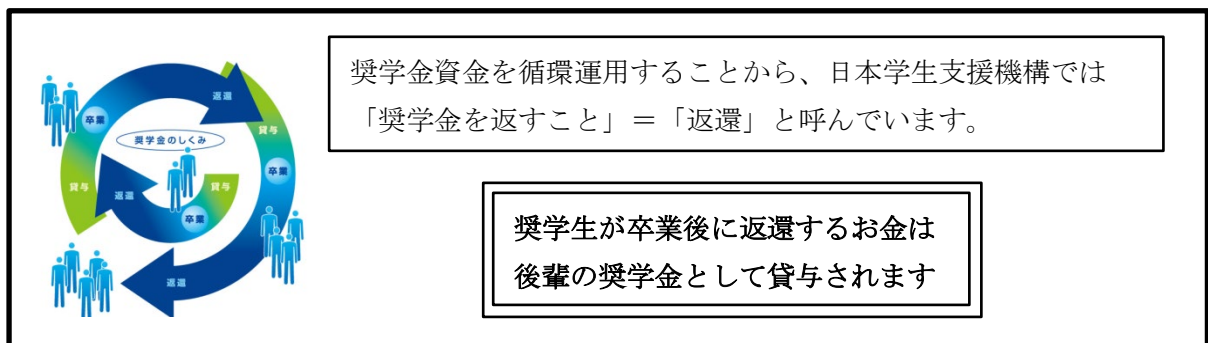 奨学金資金を循環運用することから、日本学生支援機構では
「奨学金を返すこと」＝「返還」と呼んでいます。
奨学生が卒業後に返還するお金は
後輩の奨学金として貸与されます
奨学金のしくみ
返還
卒業
貸与
卒業
貸与
返還
貸与
卒業
返還